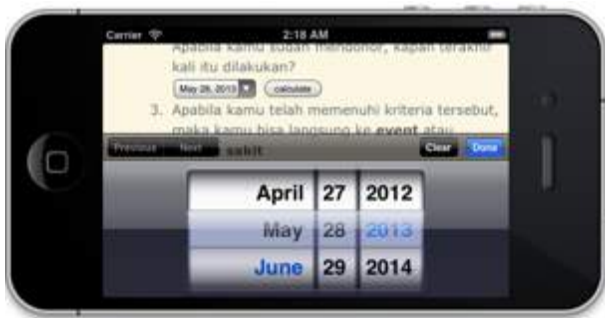 Carrier 2:18 AM
Apabila kamu sudah mendonor, kapan terakhir
kali itu dilakukan?
May 28, 2013 calculate
3. Apabila kamu telah memenuhi kriteria tersebut,
maka kamu bisa langsung ke event atau
Previous Next sakit Clear Done
April 27 2012
May 28 2013
June 29 2014